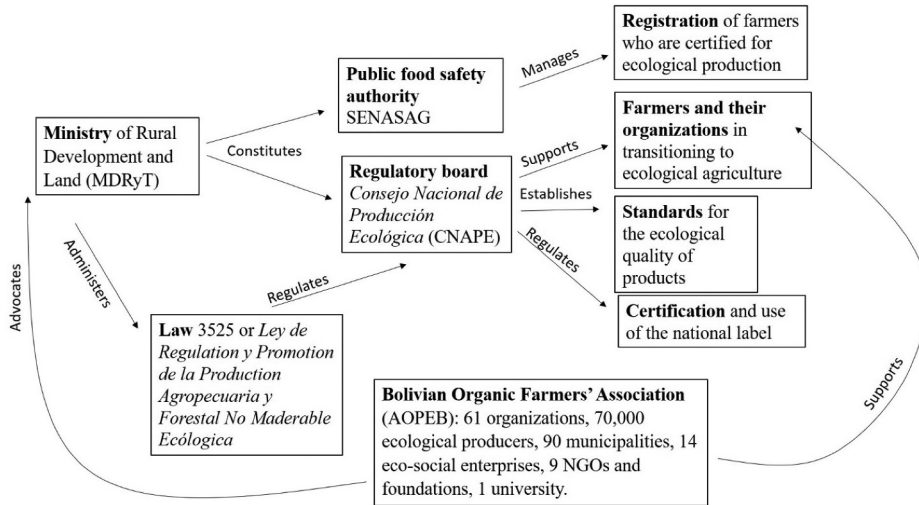 Registration of farmers
who are certified for
ecological production
Manages
Public food safety
authority
SENASAG
Ministry of Rural
Development and
Land (MDRyT)
Constitutes
Regulatory board
Consejo Nacional de
Producción
Ecológica (CNAPE)
Supports
Farmers and their
organizations in
transitioning to
ecological agriculture
Establishes
Standards for
the ecological
quality of
products
Regulates
Certification and use
of the national label
Administers
Regulates
Advocates
Law 3525 or Ley de
Regulation y Promotion
de la Production
Agropecuaria y
Forestal No Maderable
Ecólogica
Bolivian Organic Farmers’ Association
(AOPEB): 61 organizations, 70,000
ecological producers, 90 municipalities, 14
eco-social enterprises, 9 NGOs and
foundations, 1 university.
Supports